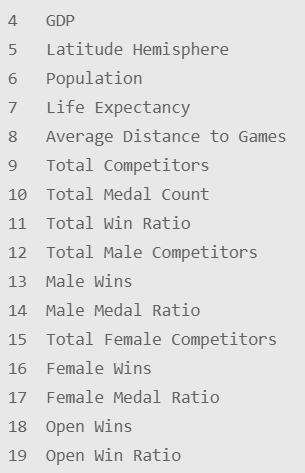 4 GDP
5 Latitude Hemisphere
6 Population
7 Life Expectancy
8 Average Distance to Games
9 Total Competitors
10 Total Medal Count
11 Total Win Ratio
12 Total Male Competitors
13 Male Wins
14 Male Medal Ratio
15 Total Female Competitors
16 Female Wins
17 Female Medal Ratio
18 Open Wins
19 Open Win Ratio